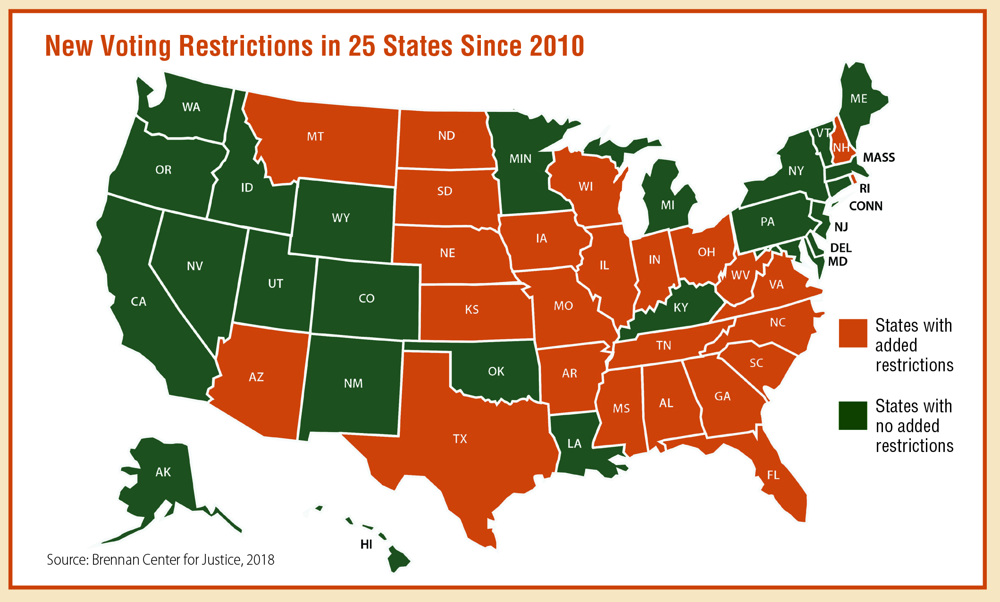 New Voting Restrictions in 25 States Since 2010
WA
MT
ND
MIN
ME
VT
NH
MASS
OR
ID
SD
WI
NY
RI
WY
MI
CONN
PA
NJ
IA
NE
OH
DEL
MD
NV
IL
IN
WV
UT
VA
CA
CO
KS
MO
KY
NC
TN
AZ
NM
OK
AR
SC
MS
AL
GA
TX
LA
FL
AK
HI
States with
added
restrictions
States with
no added
restrictions
Source: Brennan Center for Justice, 2018